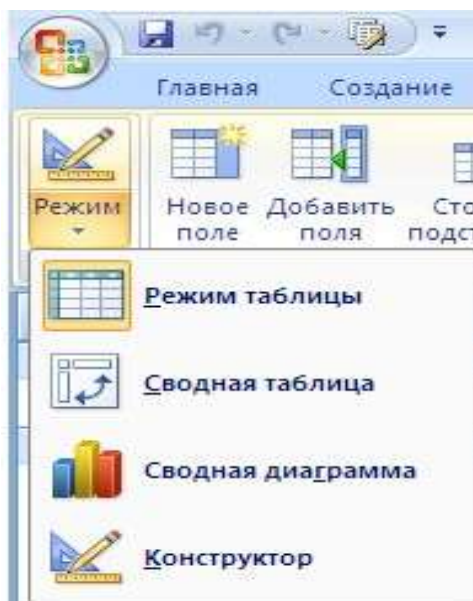 Главная Создание
Режим Новое поле Добавить поля
Режим таблицы
Сводная таблица
Сводная диаграмма
Конструктор